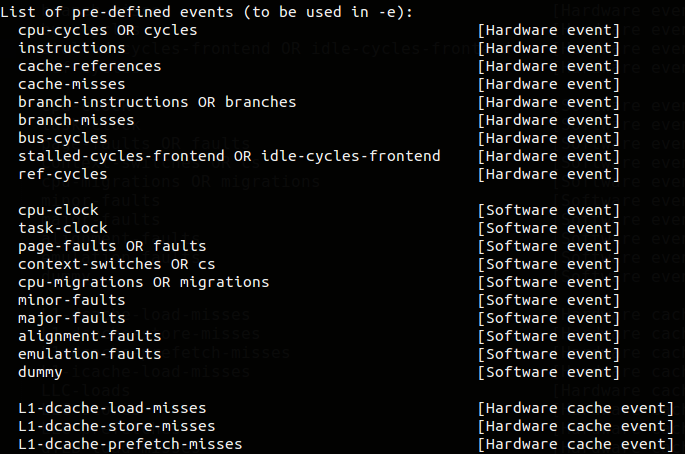 List of pre-defined events (to be used in -e):
cpu-cycles OR cycles [Hardware event]
instructions [Hardware event]
cache-references [Hardware event]
cache-misses [Hardware event]
branch-instructions OR branches [Hardware event]
branch-misses [Hardware event]
bus-cycles [Hardware event]
stalled-cycles-frontend OR idle-cycles-frontend [Hardware event]
ref-cycles [Hardware event]
cpu-clock [Software event]
task-clock [Software event]
page-faults OR faults [Software event]
context-switches OR cs [Software event]
cpu-migrations OR migrations [Software event]
minor-faults [Software event]
major-faults [Software event]
alignment-faults [Software event]
emulation-faults [Software event]
dummy [Software event]
L1-dcache-load-misses [Hardware cache event]
L1-dcache-store-misses [Hardware cache event]
L1-dcache-prefetch-misses [Hardware cache event]